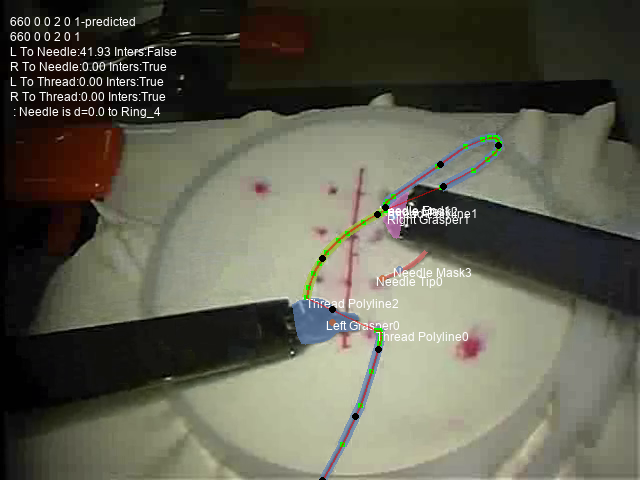 660 0 0 2 0 1-predicted
660 0 0 2 0 1
L To Needle:41.93 Inters:False
R To Needle:0.00 Inters:True
L To Thread:0.00 Inters:True
R To Thread:0.00 Inters:True
: Needle is d=0.0 to Ring_4
Right Grasper1
Needle Mask3
Needle Tip0
Thread Polyline2
Left Grasper0
Thread Polyline0